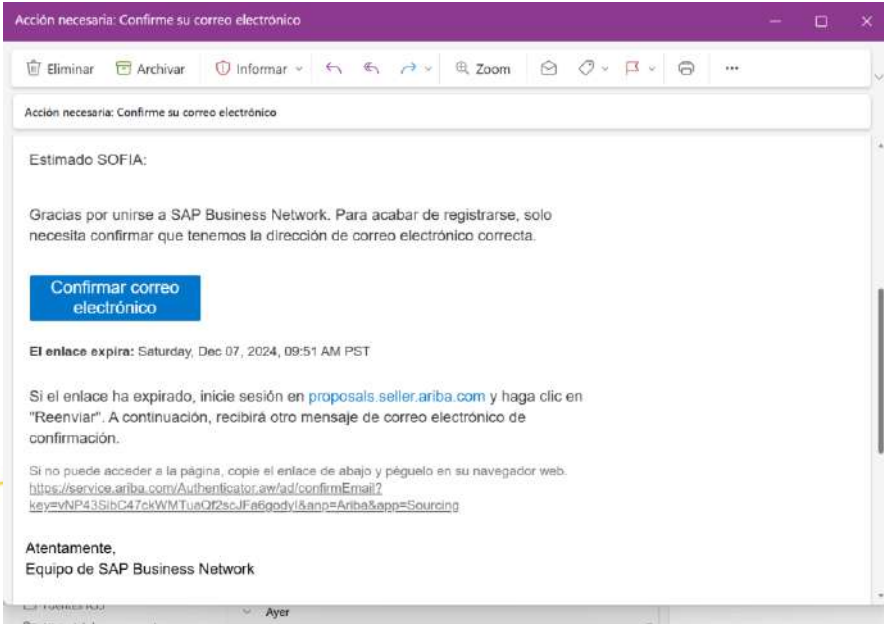 Acción necesaria: Confirme su correo electrónico
Eliminar Archivar Informar Zoom ...
Acción necesaria: Confirme su correo electrónico
Estimado SOFIA:
Gracias por unirse a SAP Business Network. Para acabar de registrarse, solo
necesita confirmar que tenemos la dirección de correo electrónico correcta.
Confirmar correo
electrónico
El enlace expira: Saturday, Dec 07, 2024, 09:51 AM PST
Si el enlace ha expirado, inicie sesión en proposals.seller.ariba.com y haga clic en
"Reenviar". A continuación, recibirá otro mensaje de correo electrónico de
confirmación.
Si no puede acceder a la página, copie el enlace de abajo y péguelo en su navegador web.
https://service.ariba.com/Authenticator.aw/ad/confirmEmail?
key=vNP43SibC47ckWMTuaQf2scJFa6godyI&anp=Ariba&app=Sourcing
Atentamente,
Equipo de SAP Business Network
Ayer